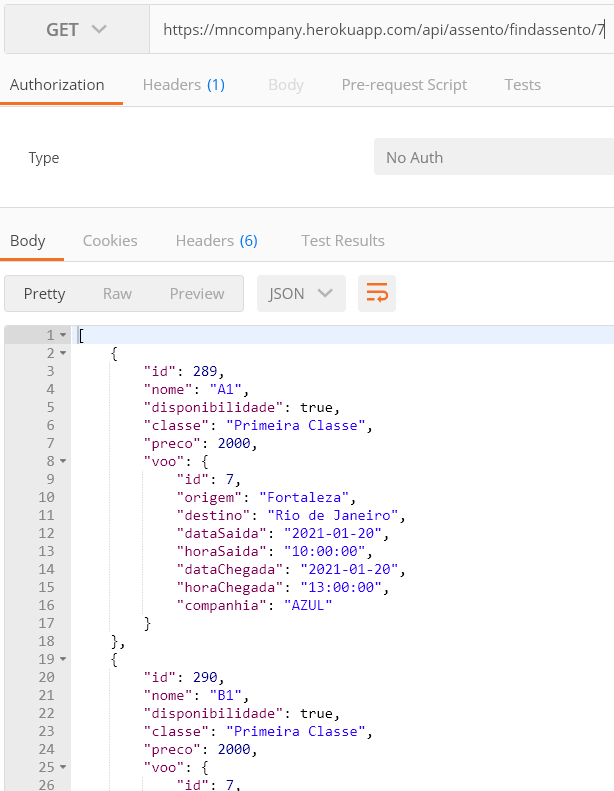 GET https://mncompany.herokuapp.com/api/assento/findassento/7
Authorization Headers (1) Body Pre-request Script Tests
Type No Auth
Body Cookies Headers (6) Test Results
Pretty Raw Preview JSON
1 [
2 {
3 "id": 289,
4 "nome": "A1",
5 "disponibilidade": true,
6 "classe": "Primeira Classe",
7 "preco": 2000,
8 "voo": {
9 "id": 7,
10 "origem": "Fortaleza",
11 "destino": "Rio de Janeiro",
12 "dataSaida": "2021-01-20",
13 "horaSaida": "10:00:00",
14 "dataChegada": "2021-01-20",
15 "horaChegada": "13:00:00",
16 "companhia": "AZUL"
17 }
18 },
19 {
20 "id": 290,
21 "nome": "B1",
22 "disponibilidade": true,
23 "classe": "Primeira Classe",
24 "preco": 2000,
25 "voo": {
26 "id": 7,